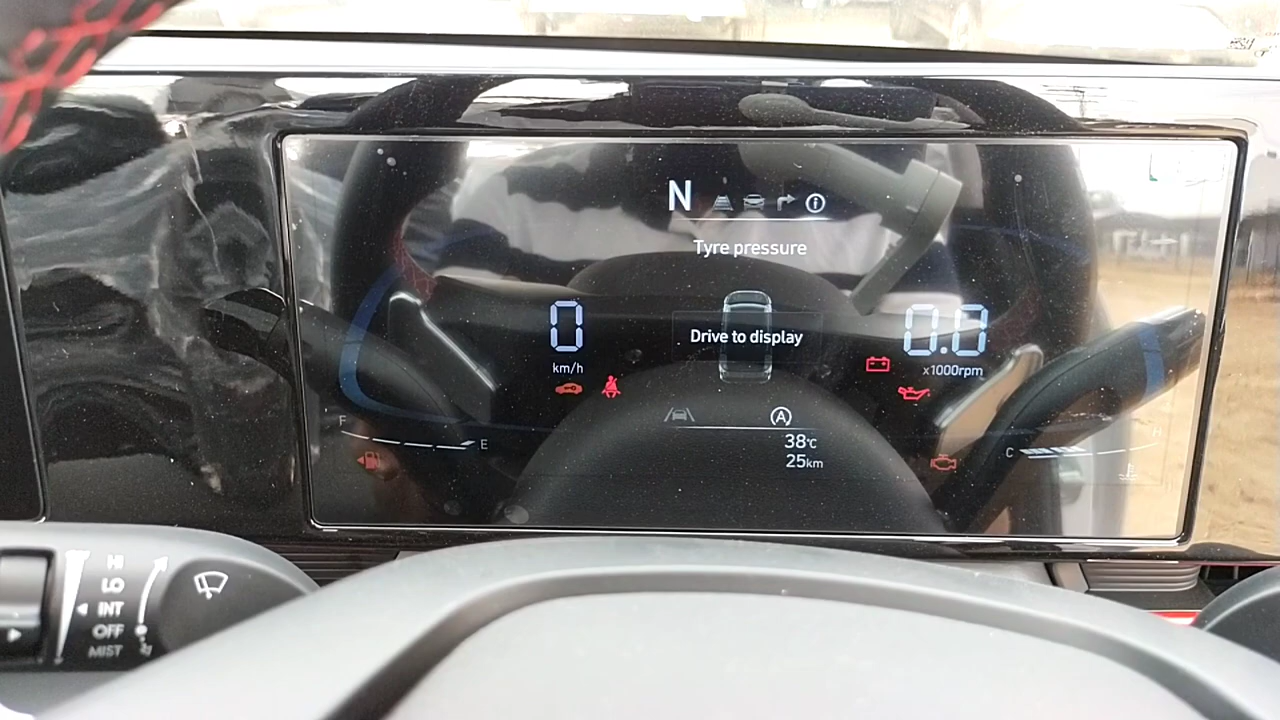 N
Tyre pressure
0
km/h
Drive to display
0.0
x1000rpm
A
F
E
38℃
25km
C
H
HI
LO
INT
OFF
MIST